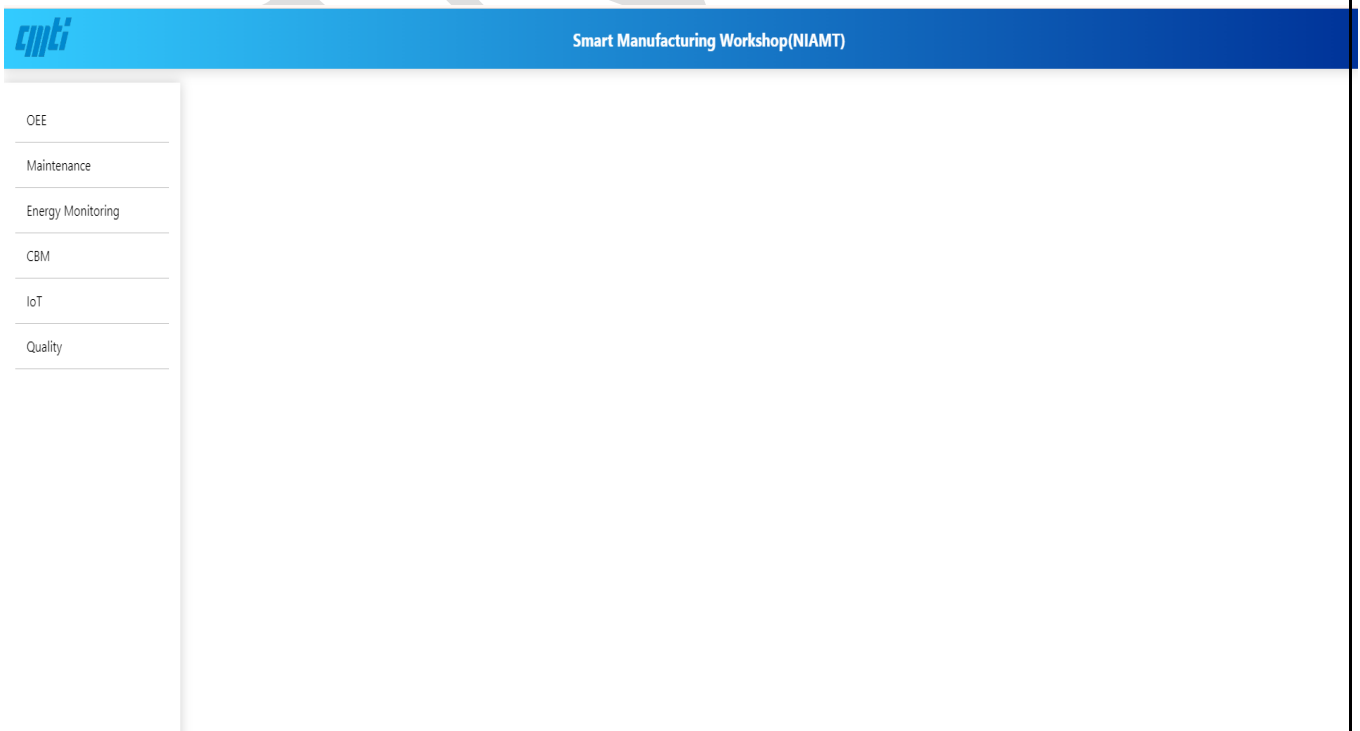 cmti
Smart Manufacturing Workshop(NIAMT)
OEE
Maintenance
Energy Monitoring
CBM
IoT
Quality